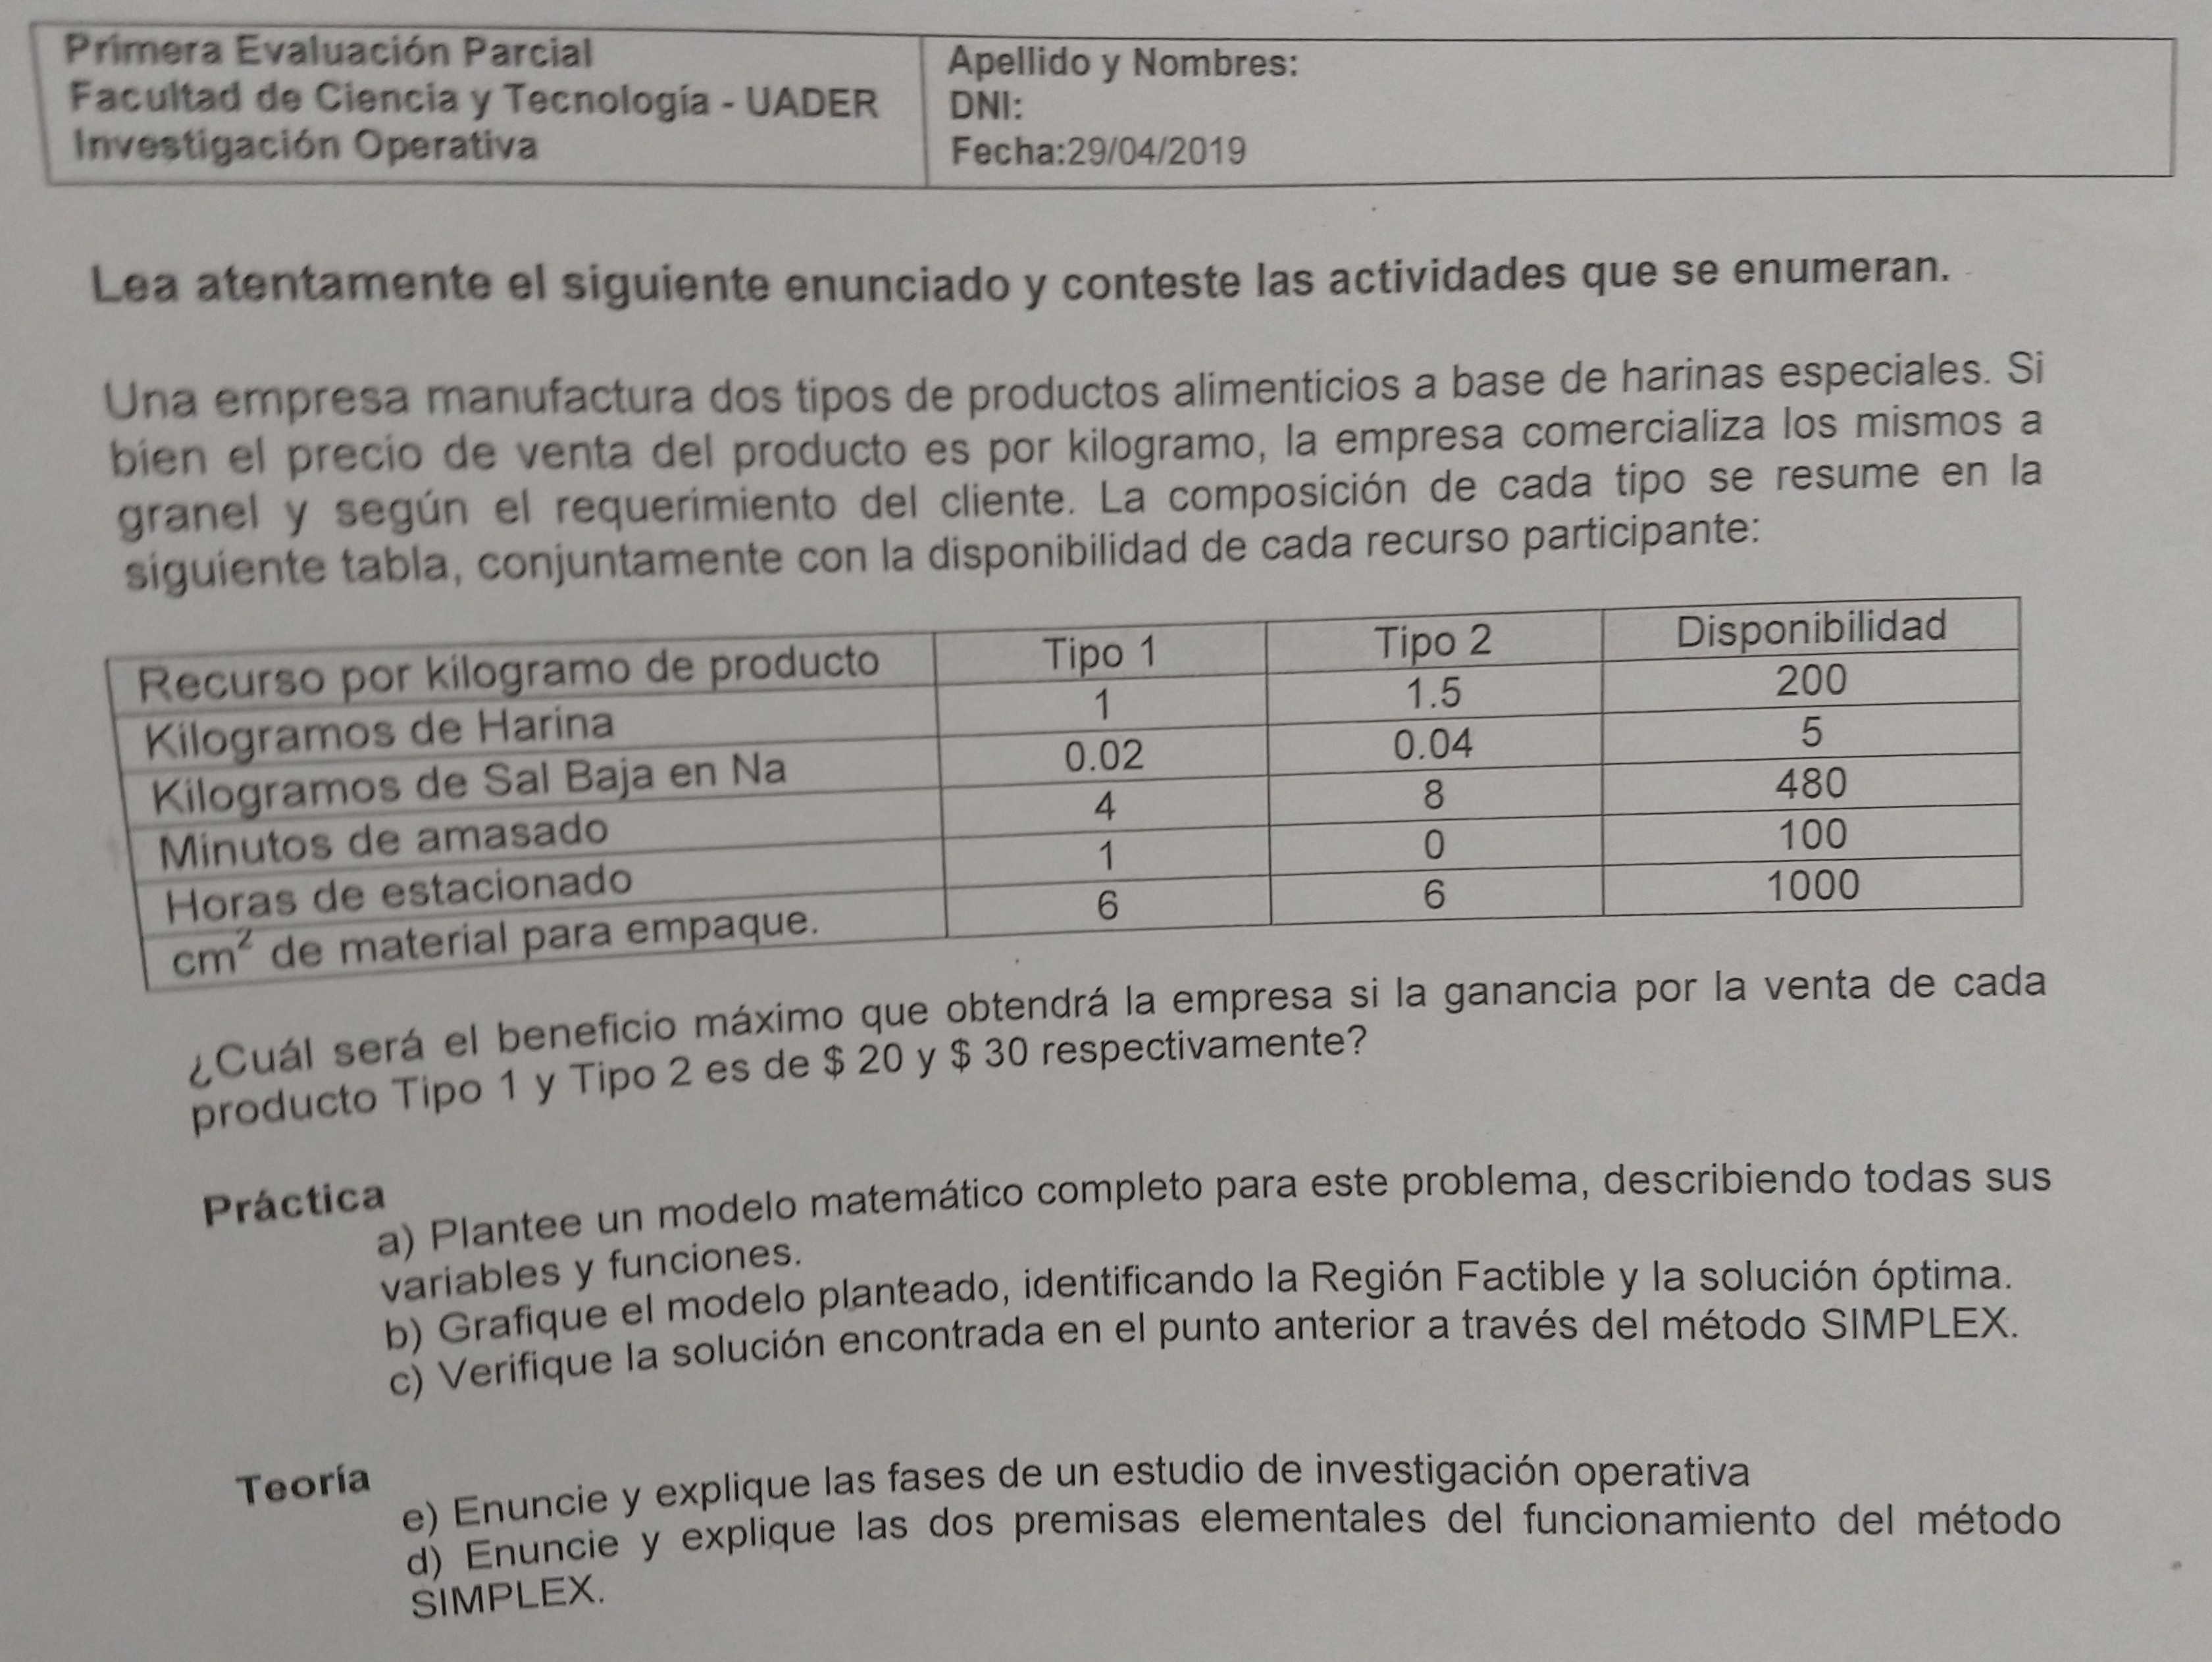 Primera Evaluación Parcial
Facultad de Ciencia y Tecnología - UADER
Investigación Operativa
Apellido y Nombres:
DNI:
Fecha:29/04/2019
Lea atentamente el siguiente enunciado y conteste las actividades que se enumeran.
Una empresa manufactura dos tipos de productos alimenticios a base de harinas especiales. Si
bien el precio de venta del producto es por kilogramo, la empresa comercializa los mismos a
granel y según el requerimiento del cliente. La composición de cada tipo se resume en la
siguiente tabla, conjuntamente con la disponibilidad de cada recurso participante:
Recurso por kilogramo de producto Tipo 1 Tipo 2 Disponibilidad
Kilogramos de Harina 1 1.5 200
Kilogramos de Sal Baja en Na 0.02 0.04 5
Minutos de amasado 4 8 480
Horas de estacionado 1 0 100
cm² de material para empaque. 6 6 1000
¿Cuál será el beneficio máximo que obtendrá la empresa si la ganancia por la venta de cada
producto Tipo 1 y Tipo 2 es de $ 20 y $ 30 respectivamente?
Práctica
a) Plantee un modelo matemático completo para este problema, describiendo todas sus
variables y funciones.
b) Grafique el modelo planteado, identificando la Región Factible y la solución óptima.
c) Verifique la solución encontrada en el punto anterior a través del método SIMPLEX.
Teoría
e) Enuncie y explique las fases de un estudio de investigación operativa
d) Enuncie y explique las dos premisas elementales del funcionamiento del método
SIMPLEX.